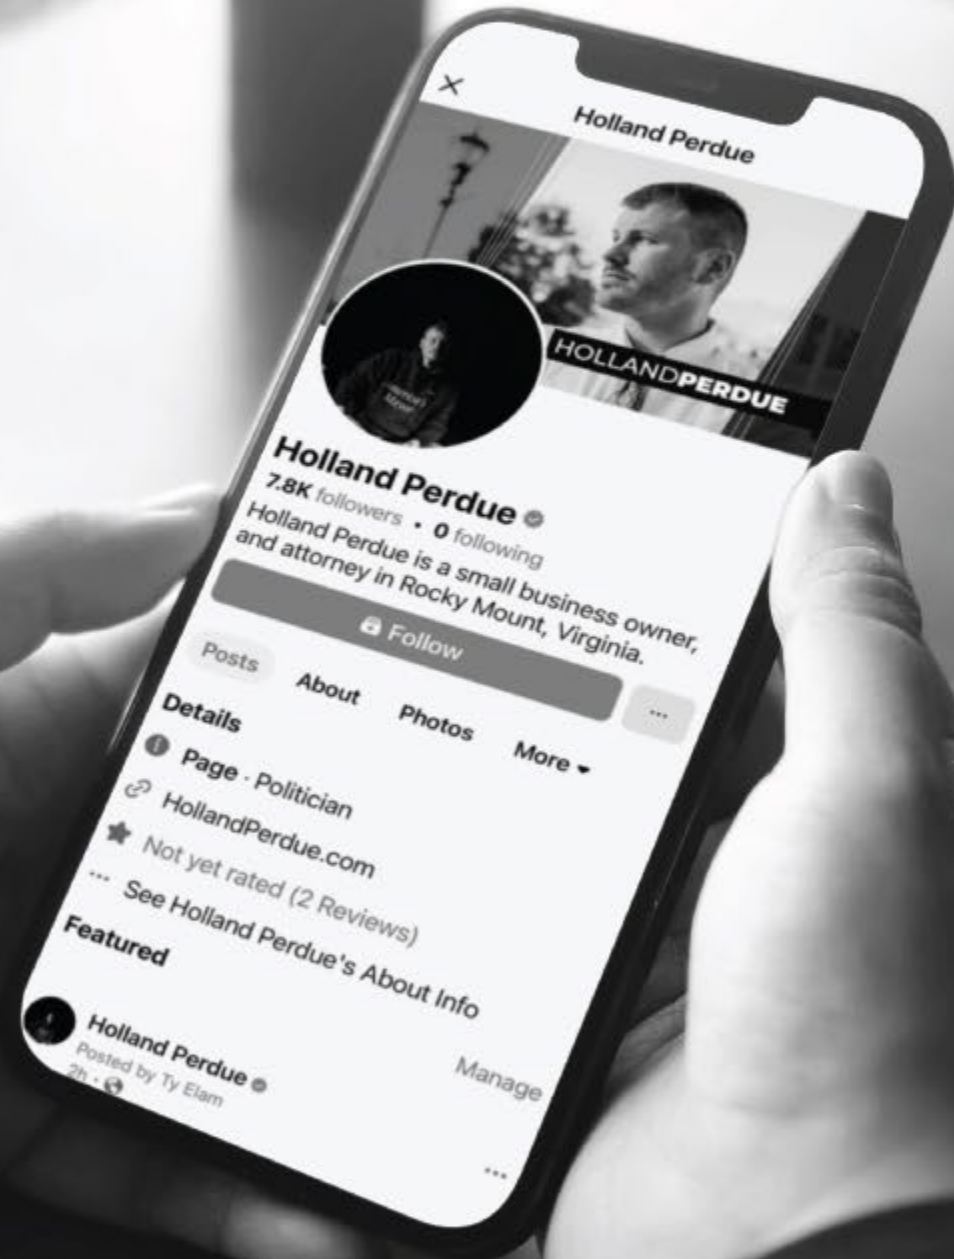 Holland Perdue
HOLLANDPERDUE
Holland Perdue
7.8K followers • 0 following
Holland Perdue is a small business owner,
and attorney in Rocky Mount, Virginia.
Follow
...
Posts
About
Photos
More
Details
Page · Politician
HollandPerdue.com
Not yet rated (2 Reviews)
... See Holland Perdue's About Info
Featured
Manage
Holland Perdue
Posted by Ty Elam
2h ·
...